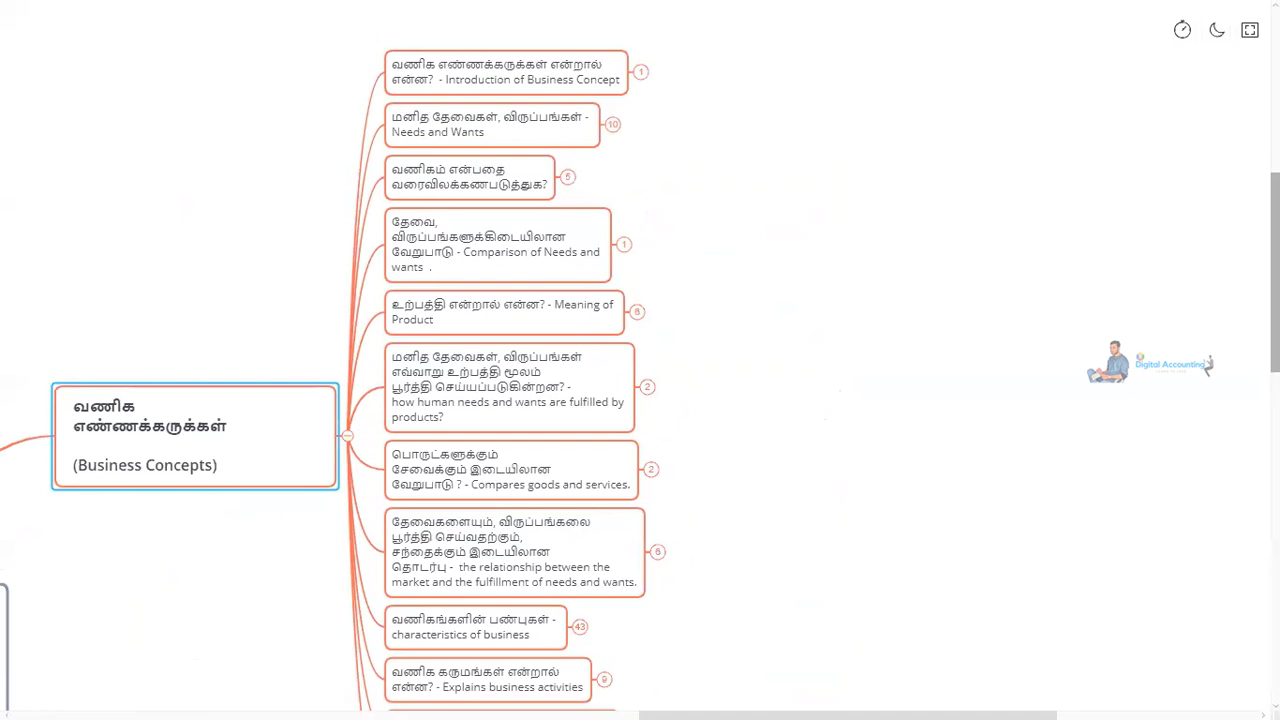 வணிக எண்ணக்கருக்கள் என்றால்
என்ன? - Introduction of Business Concept
1
மனித தேவைகள், விருப்பங்கள் -
Needs and Wants
10
வணிகம் என்பதை
வரைவிலக்கணபடுத்துக?
5
தேவை,
விருப்பங்களுக்கிடையிலான
வேறுபாடு - Comparison of Needs and
wants .
1
உற்பத்தி என்றால் என்ன? - Meaning of
Product
6
மனித தேவைகள், விருப்பங்கள்
எவ்வாறு உற்பத்தி மூலம்
பூர்த்தி செய்யப்படுகின்றன? -
how human needs and wants are fulfilled by
products?
2
வணிக
எண்ணக்கருக்கள்
(Business Concepts)
பொருட்களுக்கும்
சேவைக்கும் இடையிலான
வேறுபாடு ? - Compares goods and services.
2
தேவைகளையும், விருப்பங்கலை
பூர்த்தி செய்வதற்கும்,
சந்தைக்கும் இடையிலான
தொடர்பு - the relationship between the
market and the fulfillment of needs and wants.
6
வணிகங்களின் பண்புகள் -
characteristics of business
43
வணிக கருமங்கள் என்றால்
என்ன? - Explains business activities
9
Digital Accounting